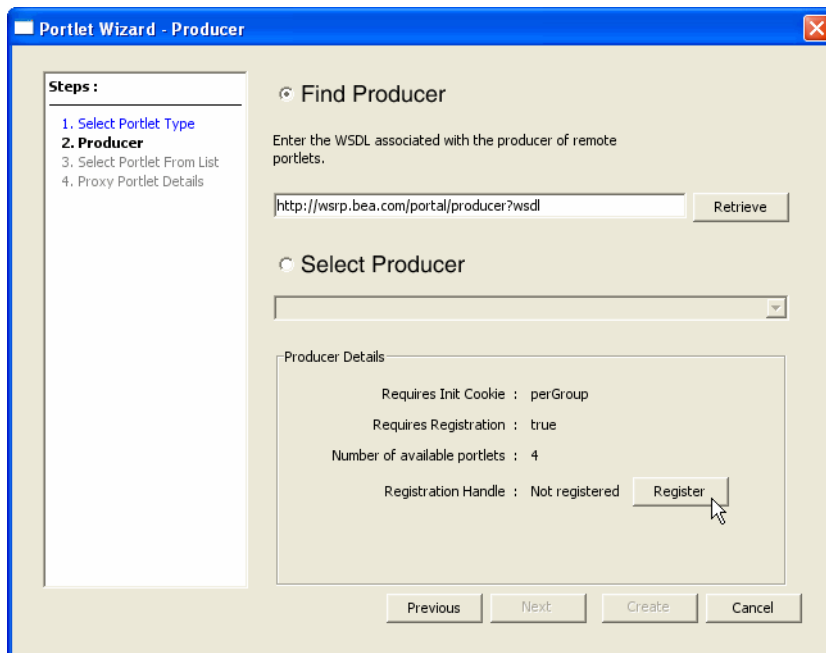 Portlet Wizard - Producer
Steps :
1. Select Portlet Type
2. Producer
3. Select Portlet From List
4. Proxy Portlet Details
Find Producer
Enter the WSDL associated with the producer of remote
portlets.
http://wsrp.bea.com/portal/producer?wsdl
Retrieve
Select Producer
Producer Details
Requires Init Cookie : perGroup
Requires Registration : true
Number of available portlets : 4
Registration Handle : Not registered Register
Previous Next Create Cancel